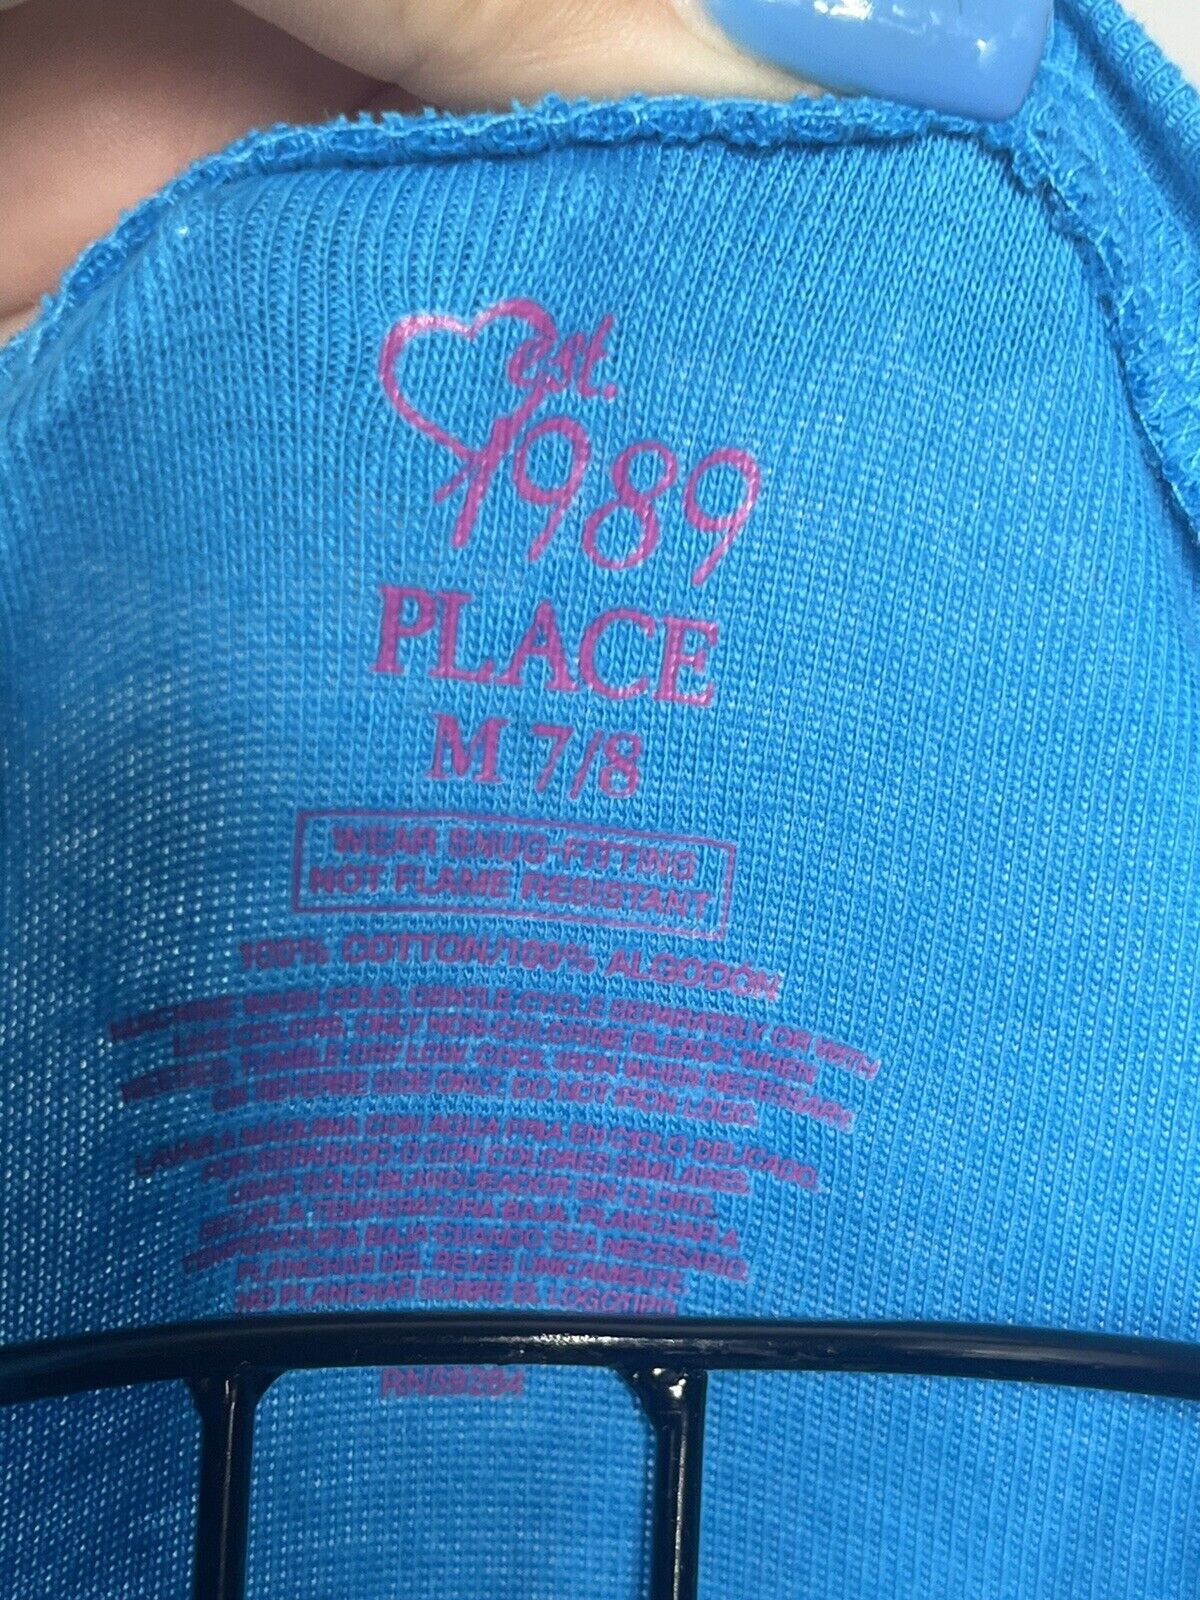 est.
1989
PLACE
M 7/8
WEAR SNUG-FITTING
NOT FLAME RESISTANT
100% COTTON/100% ALGODÓN
MACHINE WASH COLD, GENTLE CYCLE SEPARATELY OR WITH
LIKE COLORS, ONLY NON-CHLORINE BLEACH WHEN
NEEDED, TUMBLE DRY LOW, COOL IRON WHEN NECESSARY,
ON REVERSE SIDE ONLY. DO NOT IRON LOGO.
LAVAR A MÁQUINA CON AGUA FRIA EN CICLO DELICADO,
POR SEPARADO O CON COLORES SIMILARES.
USAR SOLO BLANQUEADOR SIN CLORO.
SECAR A TEMPERATURA BAJA, PLANCHAR A
TEMPERATURA BAJA CUANDO SEA NECESARIO,
PLANCHAR DEL REVÉS UNICAMENTE.
NO PLANCHAR SOBRE EL LOGOTIPO.
RN59284